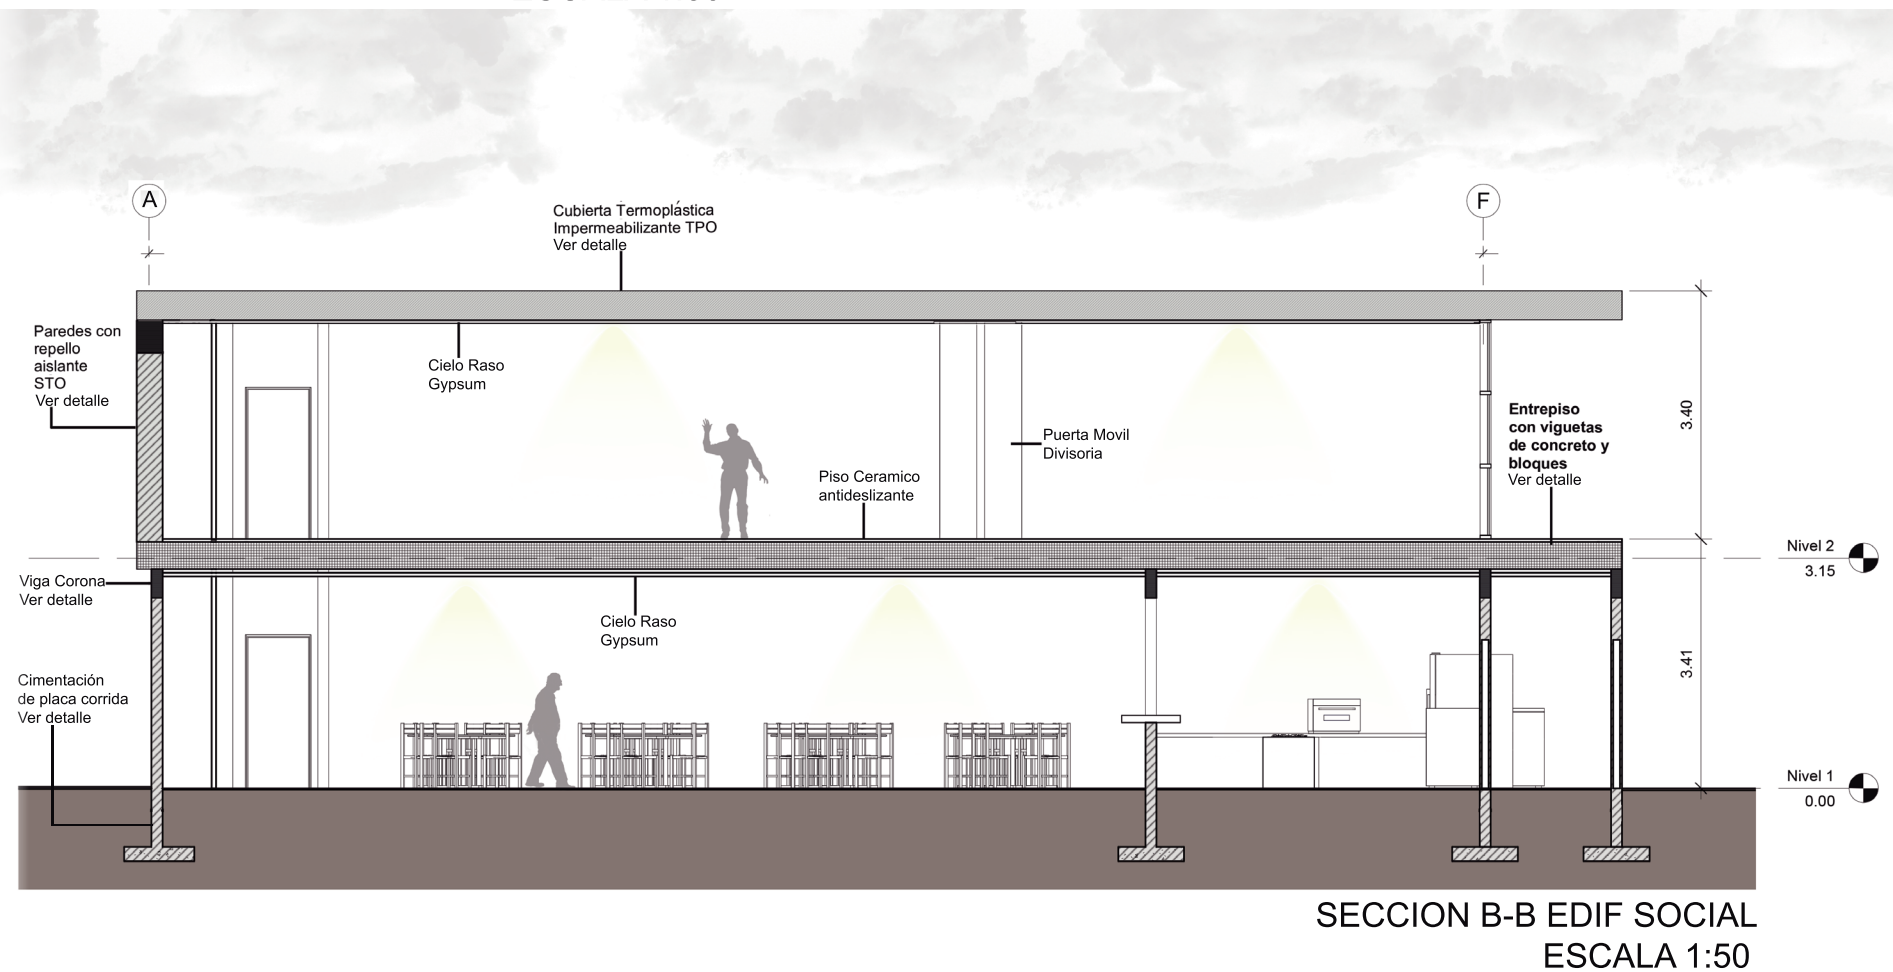 A
F
Cubierta Termoplástica
Impermeabilizante TPO
Ver detalle
Paredes con
repello
aislante
STO
Ver detalle
Cielo Raso
Gypsum
Entrepiso
con viguetas
de concreto y
bloques
Ver detalle
3.40
Puerta Movil
Divisoria
Piso Ceramico
antideslizante
Nivel 2
3.15
Viga Corona
Ver detalle
Cielo Raso
Gypsum
3.41
Cimentación
de placa corrida
Ver detalle
Nivel 1
0.00
SECCION B-B EDIF SOCIAL
ESCALA 1:50